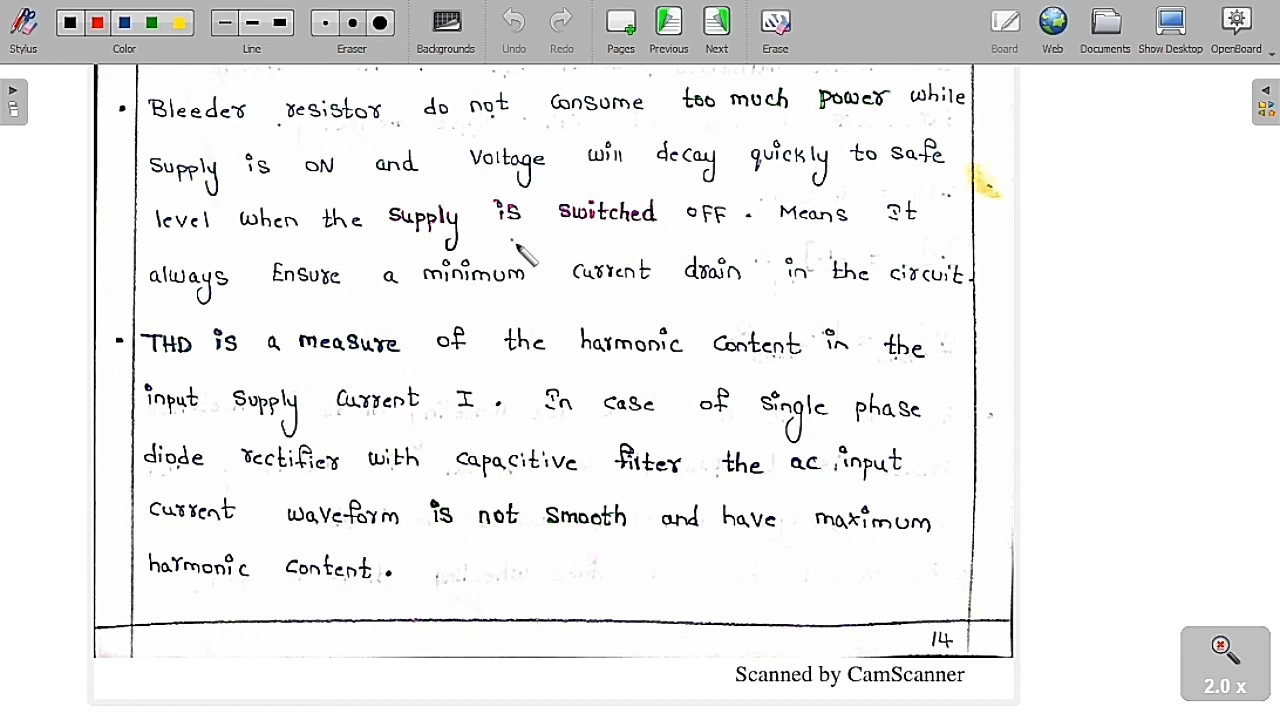 Stylus
Color
Line
Eraser
Backgrounds
Undo
Redo
Pages
Previous
Next
Erase
Board
Web
Documents
Show Desktop
OpenBoard
• Bleeder resistor do not consume too much power while
supply is ON and voltage will decay quickly to safe
level when the supply is switched OFF. Means It
always Ensure a minimum current drain in the circuit.
• THD is a measure of the harmonic content in the
input supply current I. In case of single phase
diode rectifier with capacitive filter the ac input
current waveform is not smooth and have maximum
harmonic content.
14
Scanned by CamScanner
2.0 x